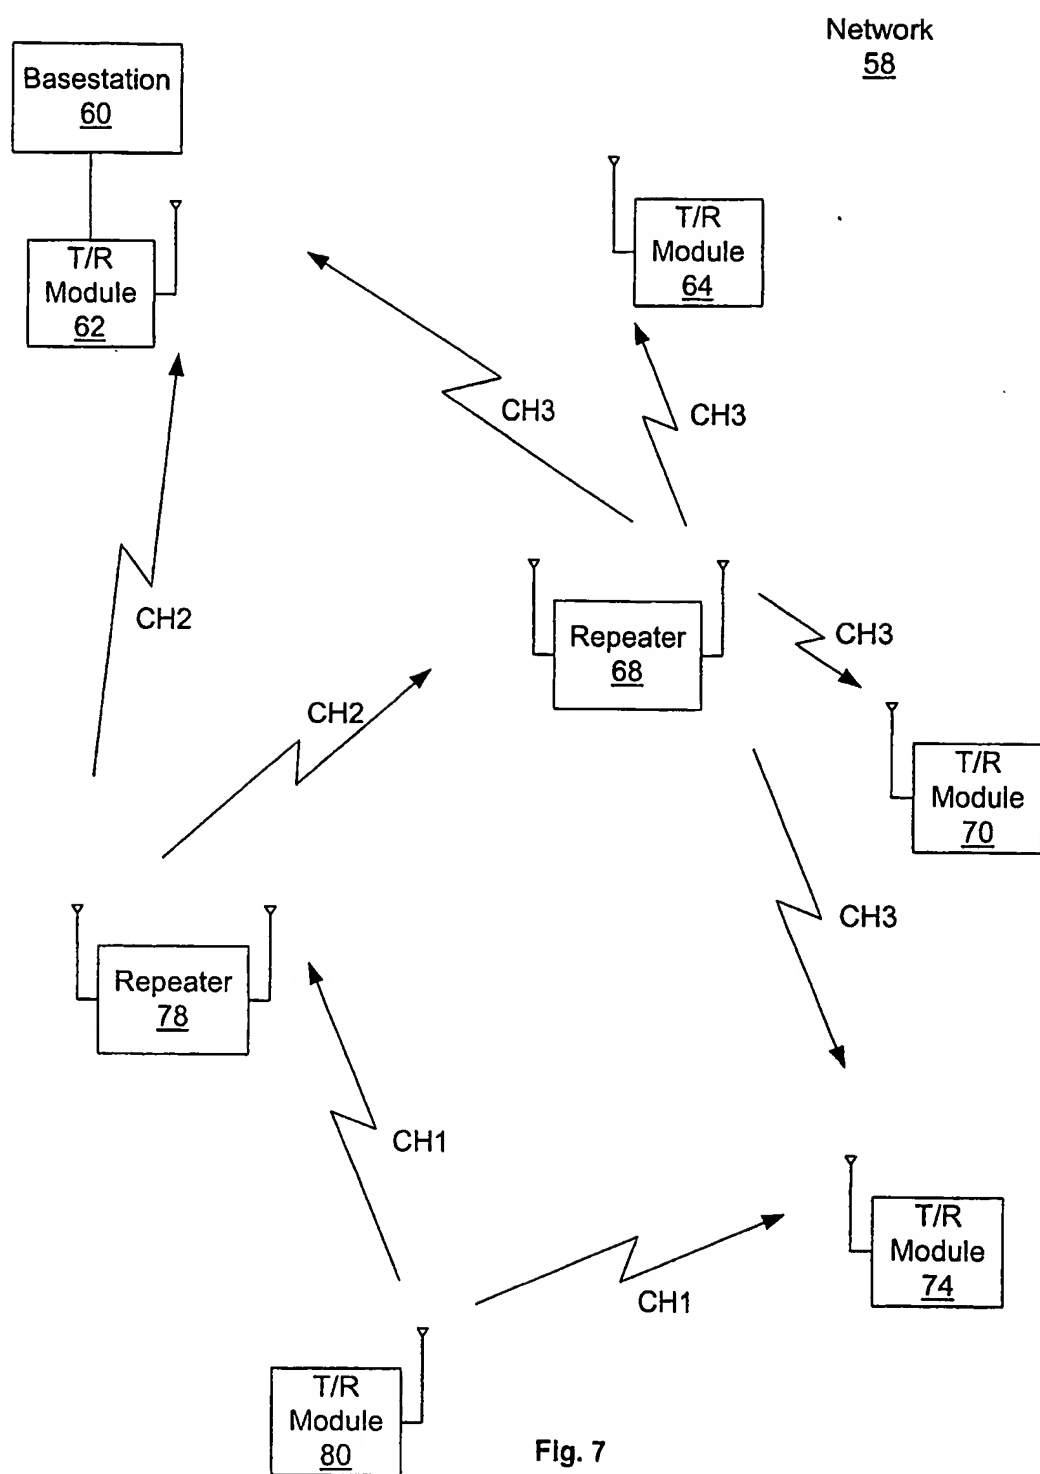 Network
58
Basestation
60
T/R
Module
62
T/R
Module
64
CH3
CH3
CH2
Repeater
68
CH3
CH2
T/R
Module
70
CH3
Repeater
78
CH1
T/R
Module
74
CH1
T/R
Module
80
Fig. 7